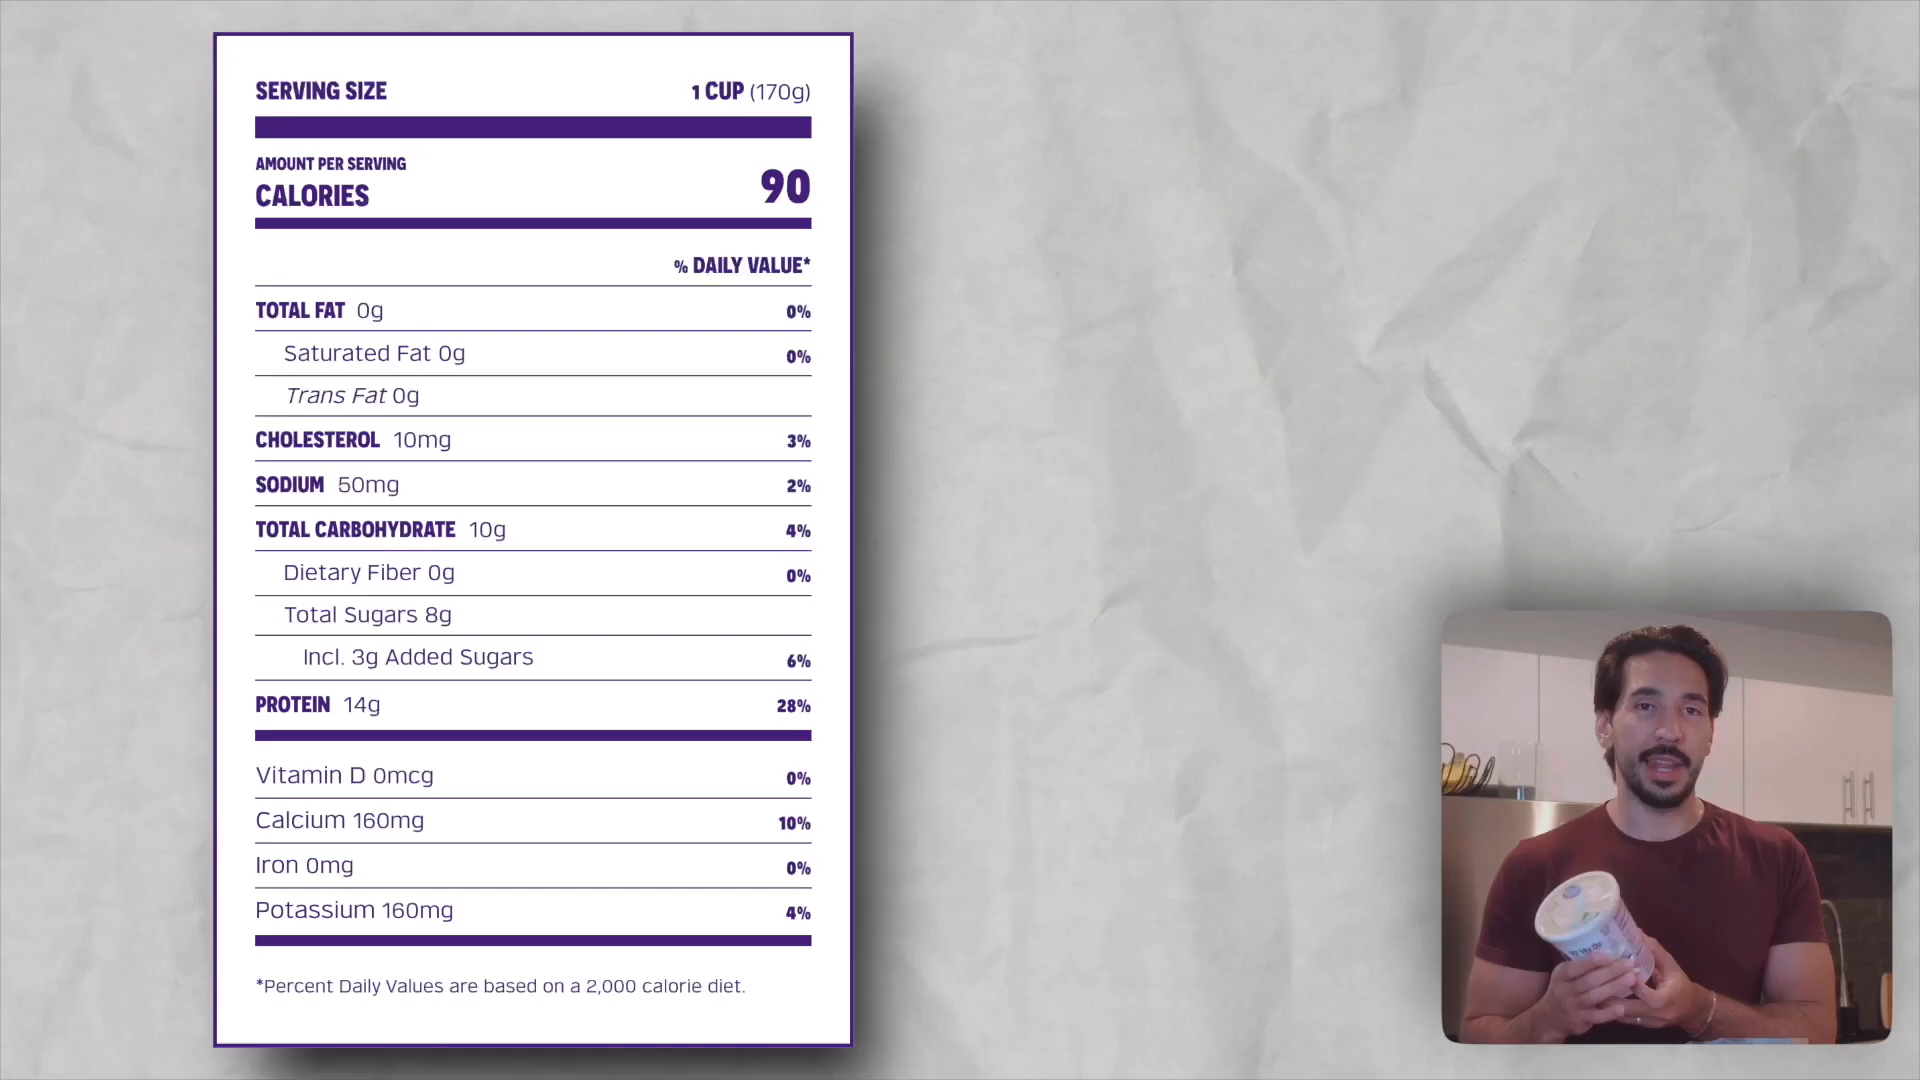 SERVING SIZE 1 CUP (170g)
AMOUNT PER SERVING
CALORIES 90
% DAILY VALUE*
TOTAL FAT 0g 0%
Saturated Fat 0g 0%
Trans Fat 0g
CHOLESTEROL 10mg 3%
SODIUM 50mg 2%
TOTAL CARBOHYDRATE 10g 4%
Dietary Fiber 0g 0%
Total Sugars 8g
Incl. 3g Added Sugars 6%
PROTEIN 14g 28%
Vitamin D 0mcg 0%
Calcium 160mg 10%
Iron 0mg 0%
Potassium 160mg 4%
*Percent Daily Values are based on a 2,000 calorie diet.